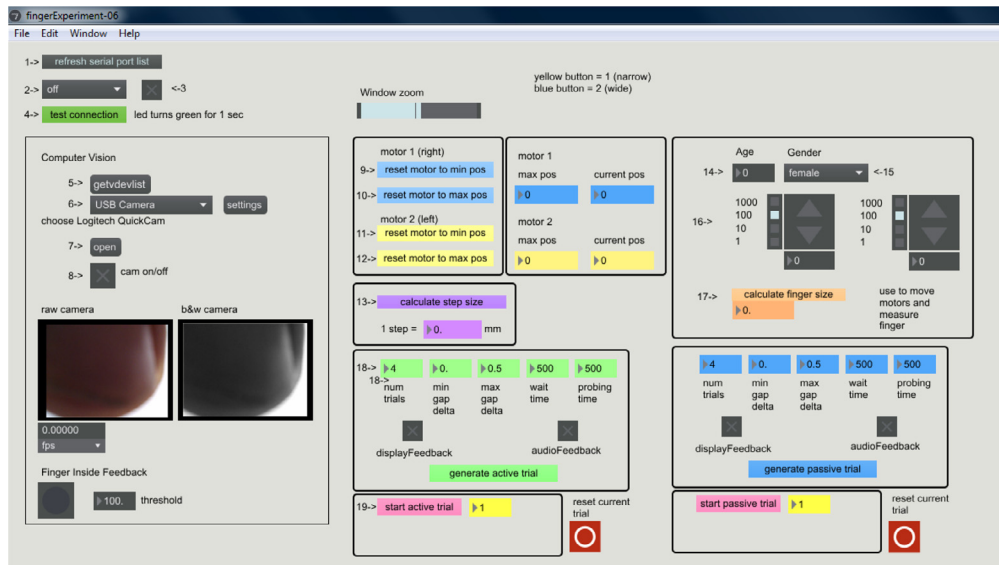 fingerExperiment-06
File Edit Window Help
1-> refresh serial port list
2-> off <-3
4-> test connection led turns green for 1 sec
Window zoom
yellow button = 1 (narrow)
blue button = 2 (wide)
Computer Vision
5-> getvdevlist
6-> USB Camera settings
choose Logitech QuickCam
7-> open
8-> cam on/off
raw camera b&w camera
0.00000
fps
Finger Inside Feedback
100. threshold
motor 1 (right)
9-> reset motor to min pos
10-> reset motor to max pos
motor 2 (left)
11-> reset motor to min pos
12-> reset motor to max pos
motor 1
max pos current pos
0 0
motor 2
max pos current pos
0 0
13-> calculate step size
1 step = 0. mm
Age Gender
14-> 0 female <-15
16->
1000
100
10
1
0
1000
100
10
1
0
17-> calculate finger size
0.
use to move
motors and
measure
finger
18-> 4 0. 0.5 500 500
18->
num trials
min gap delta
max gap delta
wait time
probing time
displayFeedback audioFeedback
generate active trial
19-> start active trial 1
reset current
trial
4 0. 0.5 500 500
num trials
min gap delta
max gap delta
wait time
probing time
displayFeedback audioFeedback
generate passive trial
start passive trial 1
reset current
trial